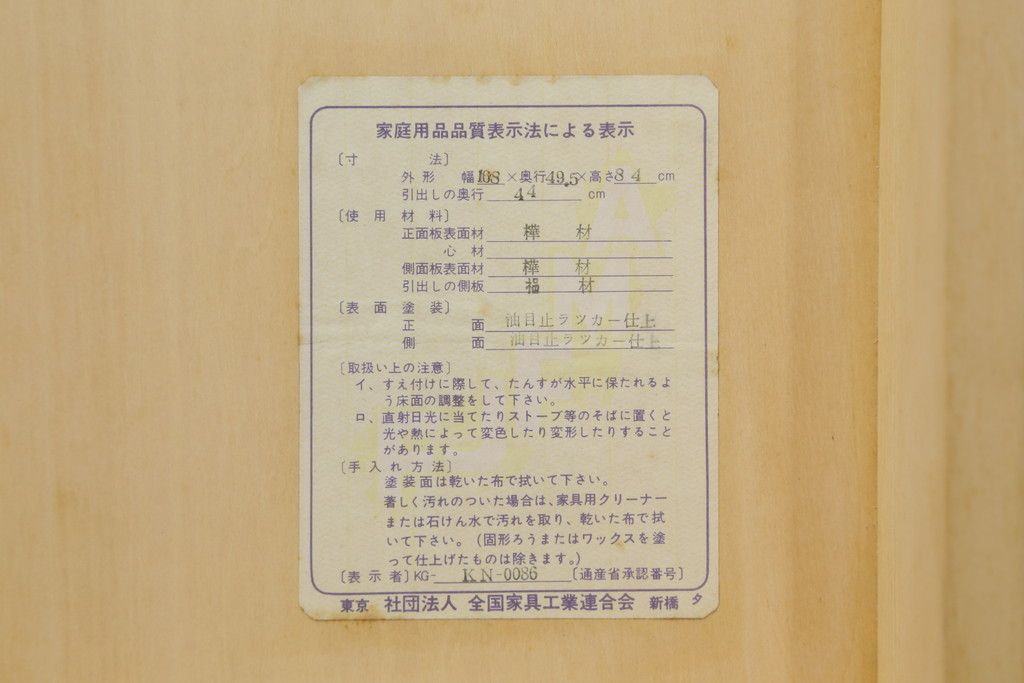 家庭用品品質表示法による表示
〔寸 法〕
外形 幅108×奥行49.5×高さ84cm
引出しの奥行 44 cm
〔使用材料〕
正面板表面材 樺 材
心材
側面板表面材 樺 材
引出しの側板 材
〔表面塗装〕
正 面 油目止ラツカー仕上
側 面 油目止ラツカー仕上
〔取扱い上の注意〕
イ、すえ付けに際して、たんすが水平に保たれるよ
う床面の調整をして下さい。
ロ、直射日光に当てたりストーブ等のそばに置くと
光や熱によって変色したり変形したりすること
があります。
〔手入れ方法〕
塗装面は乾いた布で拭いて下さい。
著しく汚れのついた場合は、家具用クリーナー
または石けん水で汚れを取り、乾いた布で拭
いて下さい。(固形ろうまたはワックスを塗
って仕上げたものは除きます。)
〔表示者〕KG- KN-0086 〔通産省承認番号〕
東京 社団法人 全国家具工業連合会 新橋 タ